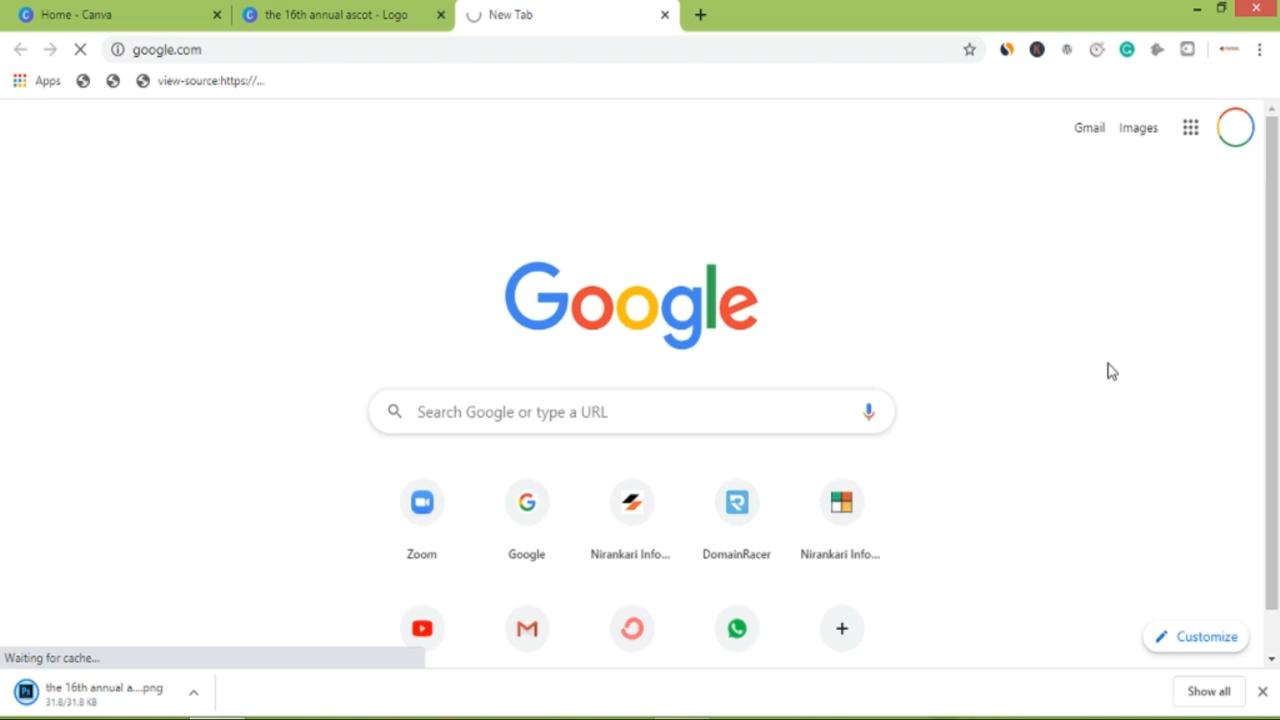 Home - Canva
the 16th annual ascot - Logo
New Tab
google.com
Apps
view-source:https://...
Gmail
Images
Google
Search Google or type a URL
Zoom
Google
Nirankari Info...
DomainRacer
Nirankari Info...
Customize
Waiting for cache...
the 16th annual a....png
31.8/31.8 KB
Show all